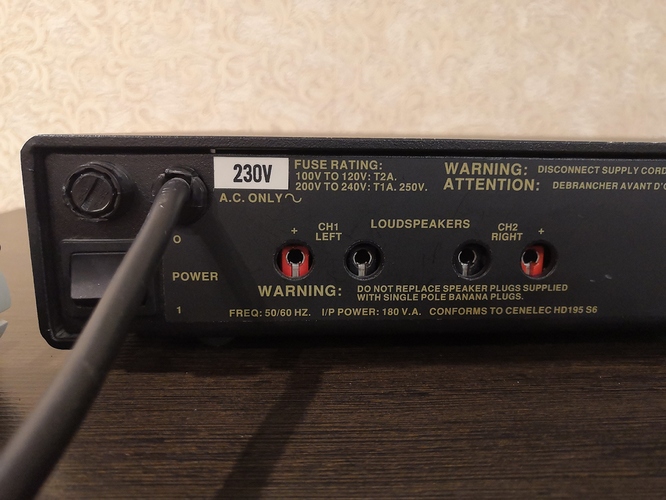 230V
FUSE RATING:
100V TO 120V: T2A.
200V TO 240V: T1A. 250V.
A.C. ONLY ~
WARNING: DISCONNECT SUPPLY CORD
ATTENTION: DEBRANCHER AVANT
O
POWER
1
+ CH1 LOUDSPEAKERS CH2 +
LEFT RIGHT
WARNING: DO NOT REPLACE SPEAKER PLUGS SUPPLIED
WITH SINGLE POLE BANANA PLUGS.
FREQ: 50/60 HZ. I/P POWER: 180 V.A. CONFORMS TO CENELEC HD195 S6